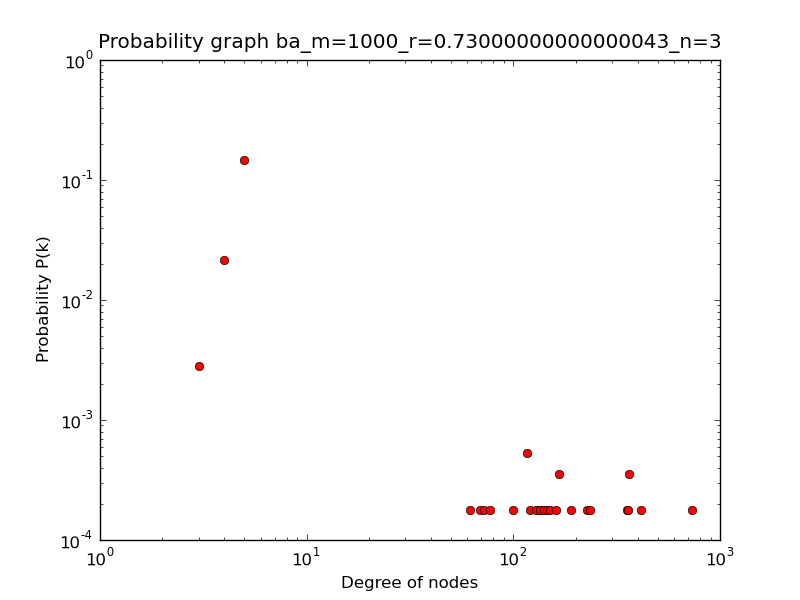 Probability graph ba_m=1000_r=0.73000000000000043_n=3
10^0
10^-1
10^-2
10^-3
10^-4
Probability P(k)
10^0 10^1 10^2 10^3
Degree of nodes